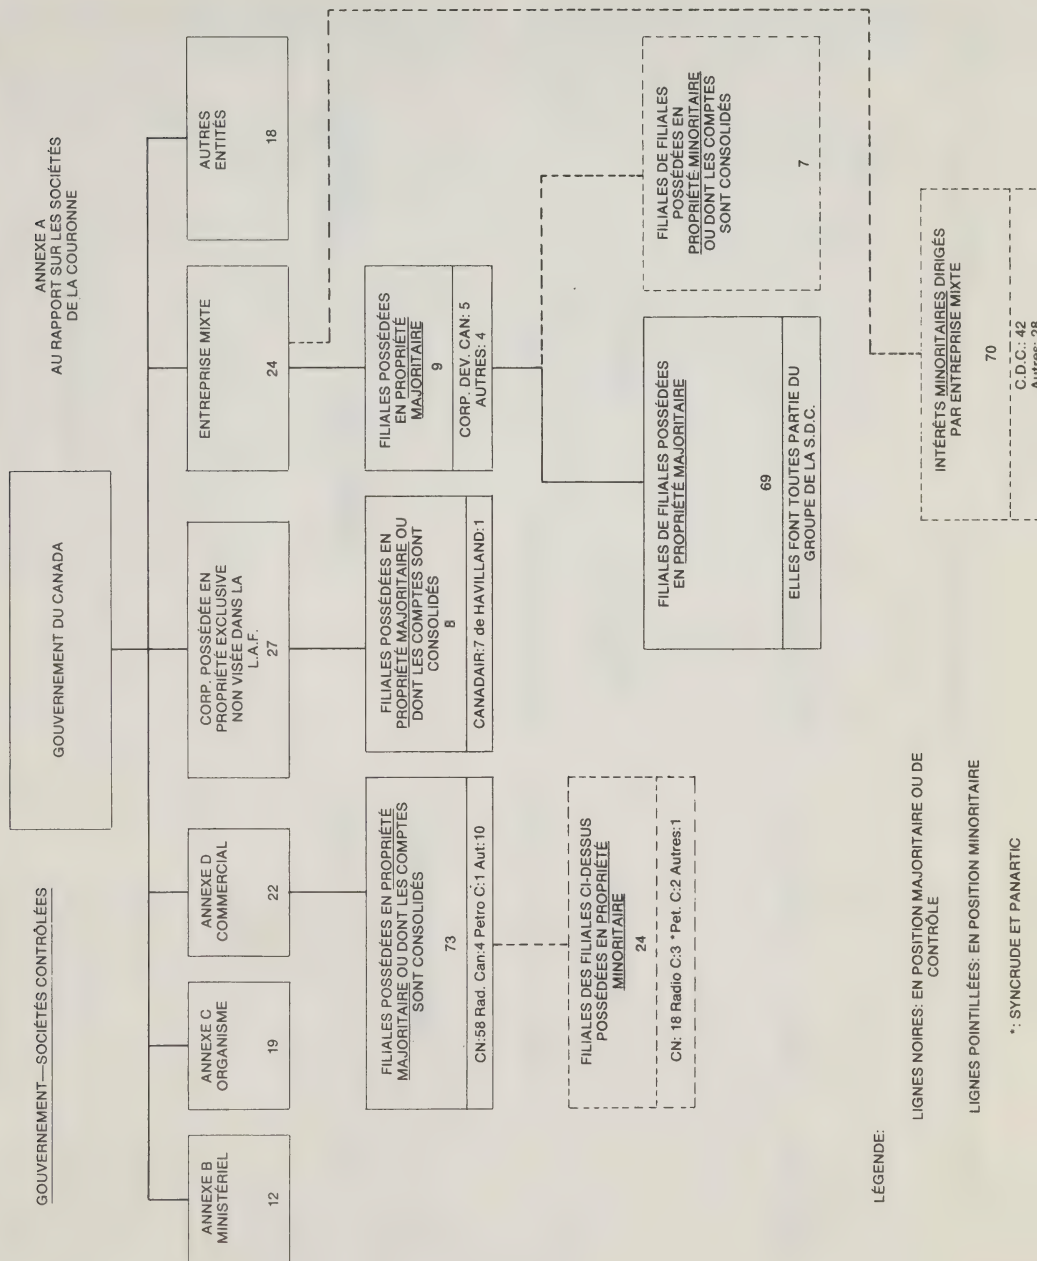 GOUVERNEMENT—SOCIÉTÉS CONTRÔLÉES
ANNEXE A
AU RAPPORT SUR LES SOCIÉTÉS
DE LA COURONNE
GOUVERNEMENT DU CANADA
ANNEXE B
MINISTÉRIEL
12
ANNEXE C
ORGANISME
19
ANNEXE D
COMMERCIAL
22
CORP. POSSÉDÉE EN
PROPRIÉTÉ EXCLUSIVE
NON VISÉE DANS LA
L.A.F.
27
ENTREPRISE MIXTE
24
AUTRES
ENTITÉS
18
FILIALES POSSÉDÉES EN PROPRIÉTÉ
MAJORITAIRE OU DONT LES COMPTES
SONT CONSOLIDÉS
73
CN:58 Rad. Can:4 Petro C:1 Aut:10
FILIALES POSSÉDÉES EN
PROPRIÉTÉ MAJORITAIRE OU
DONT LES COMPTES SONT
CONSOLIDÉS
8
CANADAIR:7 de HAVILLAND:1
FILIALES POSSÉDÉES
EN PROPRIÉTÉ
MAJORITAIRE
9
CORP. DEV. CAN: 5
AUTRES: 4
FILIALES DES FILIALES CI-DESSUS
POSSÉDÉES EN PROPRIÉTÉ
MINORITAIRE
24
CN: 18 Radio C:3 *Pet. C:2 Autres:1
FILIALES DE FILIALES POSSÉDÉES
EN PROPRIÉTÉ MAJORITAIRE
69
ELLES FONT TOUTES PARTIE DU
GROUPE DE LA S.D.C.
FILIALES DE FILIALES
POSSÉDÉES EN
PROPRIÉTÉ MINORITAIRE
OU DONT LES COMPTES
SONT CONSOLIDÉS
7
INTÉRÊTS MINORITAIRES DIRIGÉS
PAR ENTREPRISE MIXTE
70
C.D.C.: 42
Autres: 28
LÉGENDE:
LIGNES NOIRES: EN POSITION MAJORITAIRE OU DE
CONTRÔLE
LIGNES POINTILLÉES: EN POSITION MINORITAIRE
*: SYNCRUDE ET PANARTIC